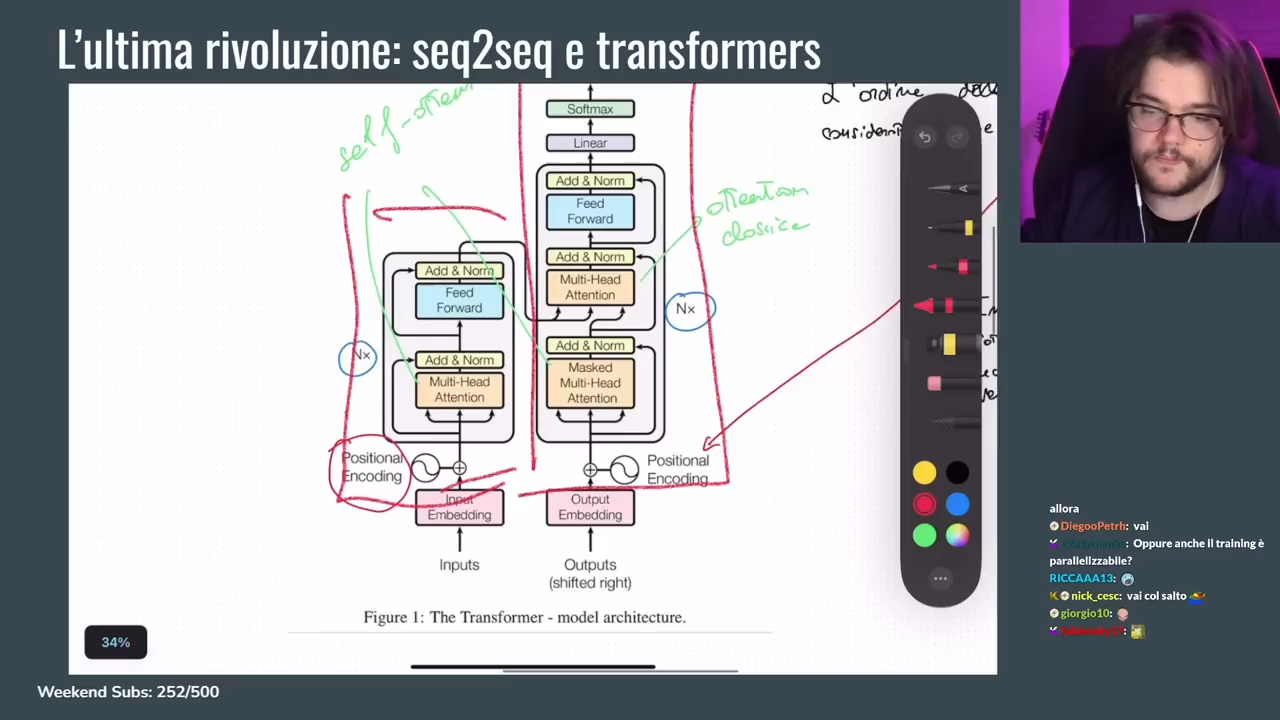 L'ultima rivoluzione: seq2seq e transformers
L'ordine
self-
Softmax
Linear
Add & Norm
Feed
Forward
attention
classica
Add & Norm
Multi-Head
Attention
Nx
Add & Norm
Masked
Multi-Head
Attention
Add & Norm
Feed
Forward
Nx
Add & Norm
Multi-Head
Attention
Positional
Encoding
Positional
Encoding
Input
Embedding
Output
Embedding
Inputs
Outputs
(shifted right)
Figure 1: The Transformer - model architecture.
34%
Weekend Subs: 252/500
allora
DiegooPetrh: vai
: Oppure anche il training è
parallelizzabile?
RICCAAA13:
nick_cesc: vai col salto
giorgio10: